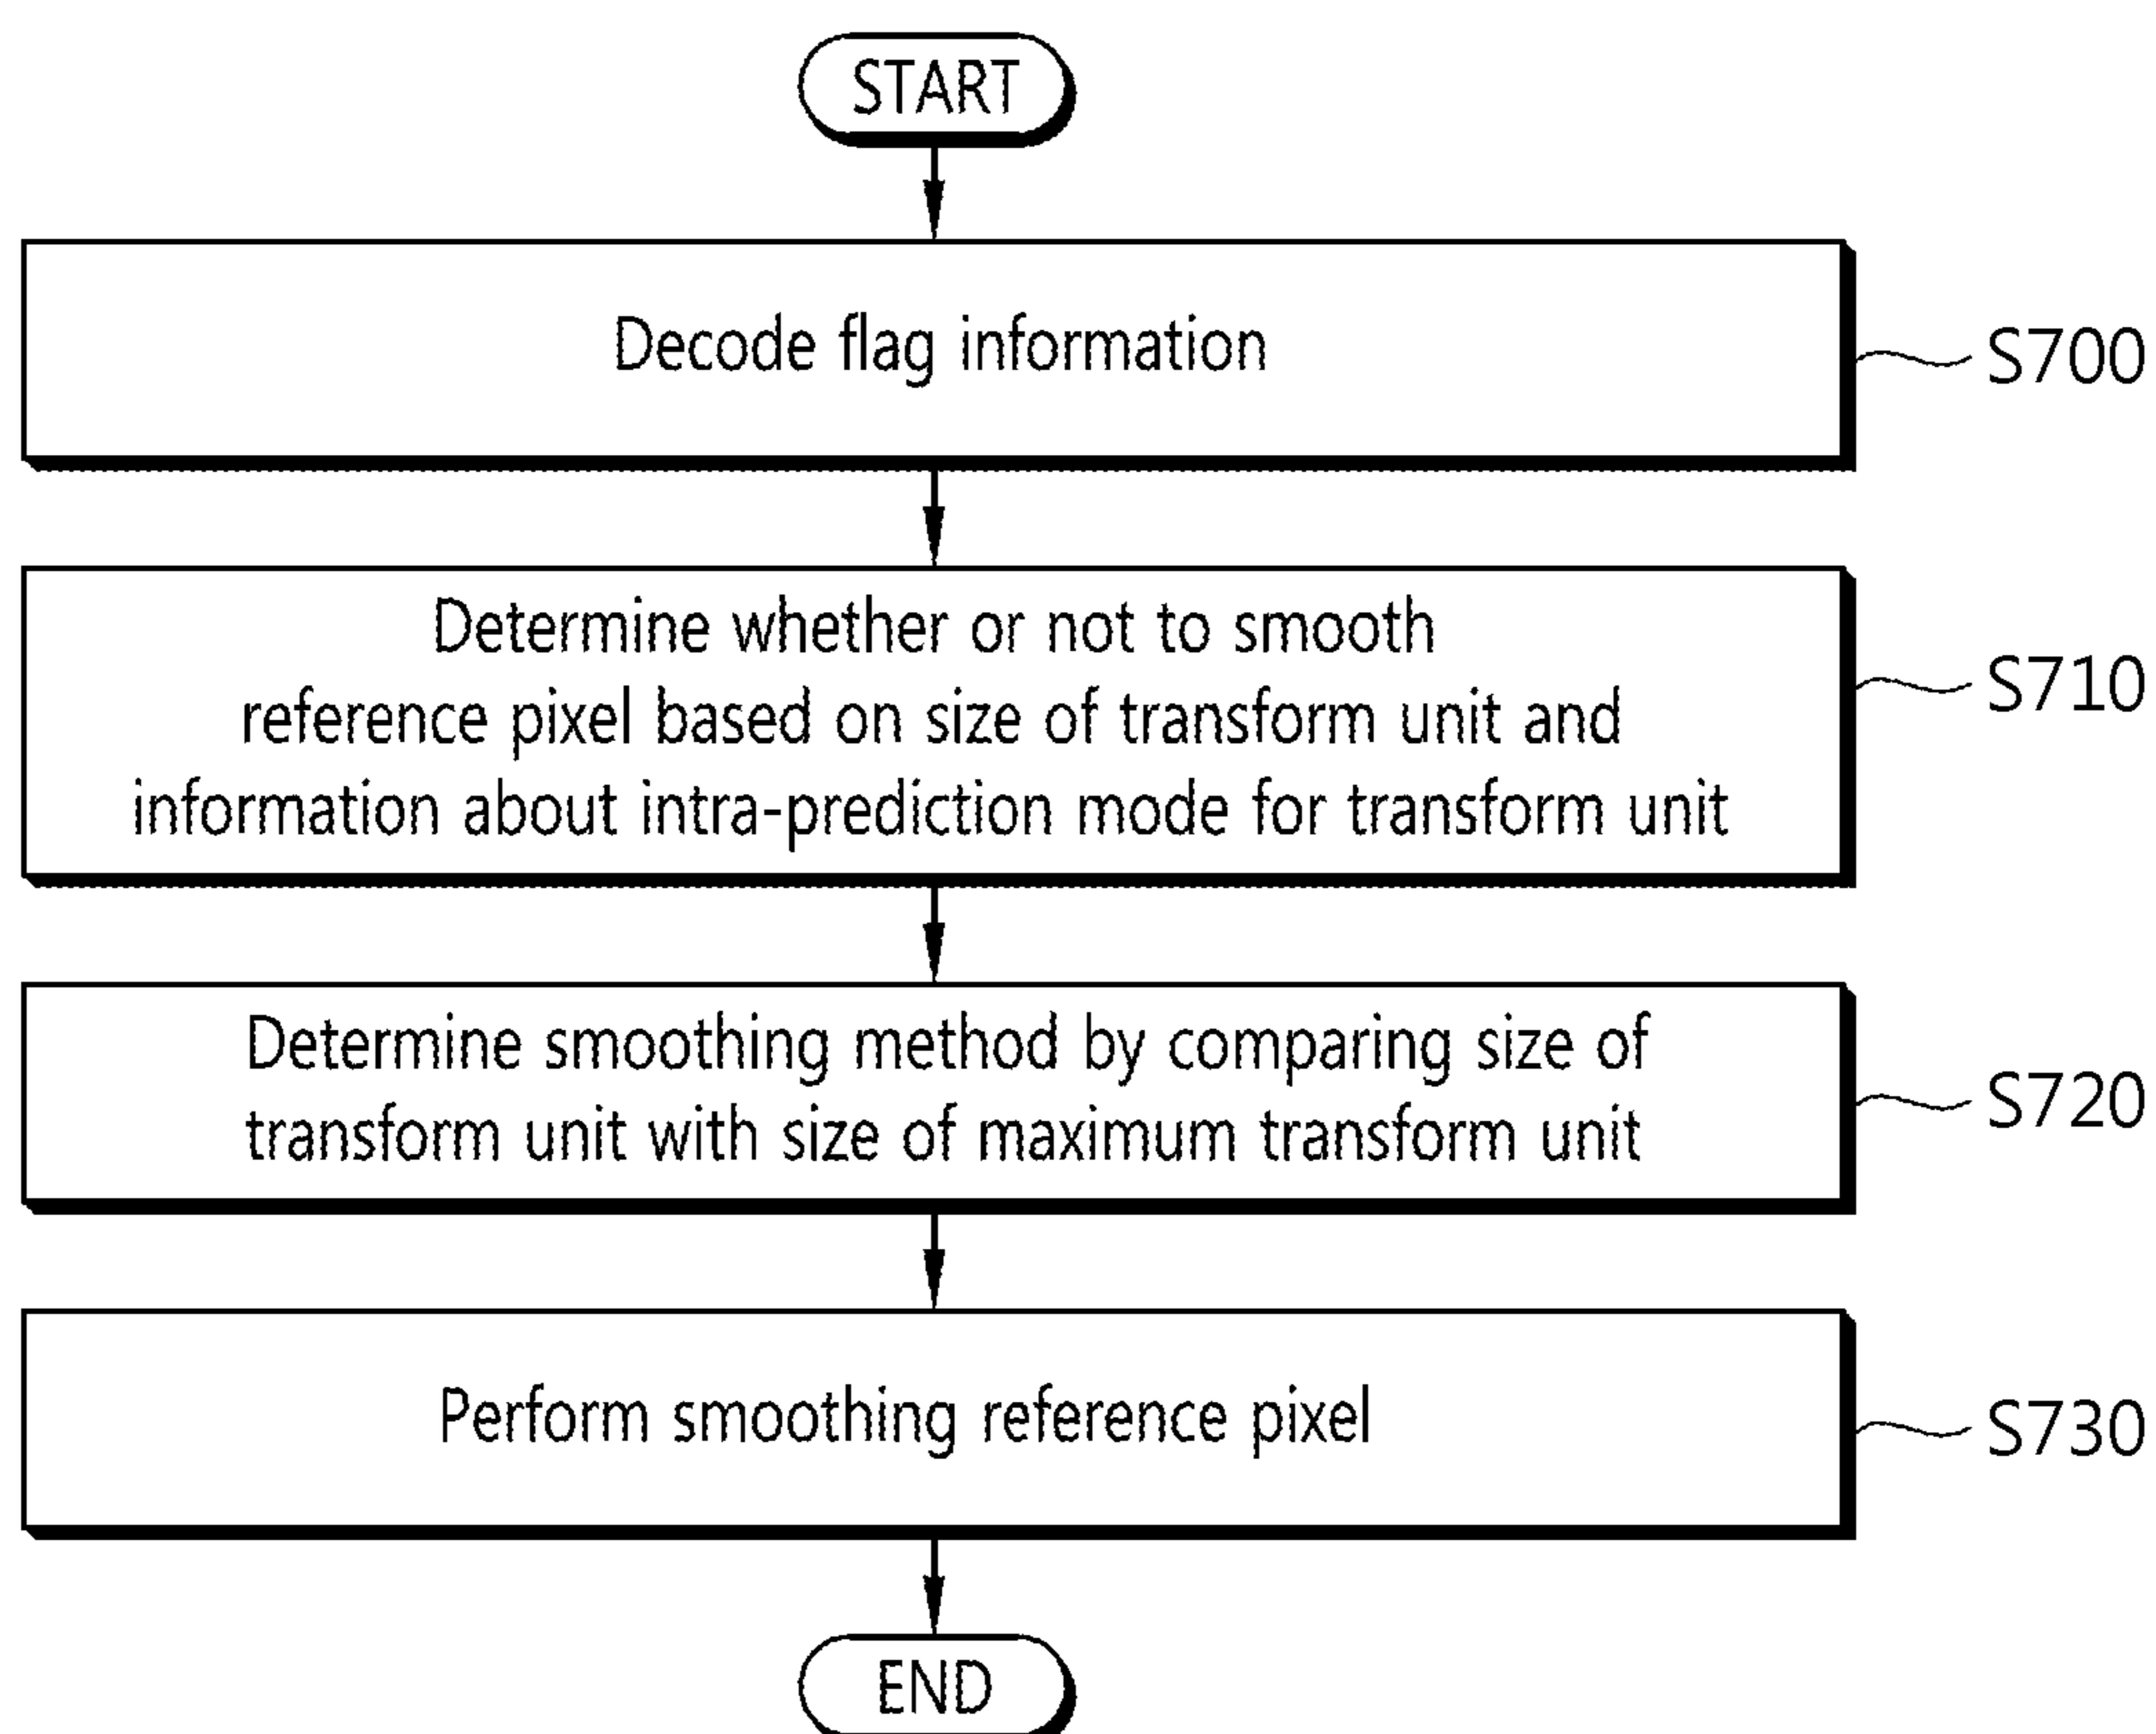 START
Decode flag information
S700
Determine whether or not to smooth
reference pixel based on size of transform unit and
information about intra-prediction mode for transform unit
S710
Determine smoothing method by comparing size of
transform unit with size of maximum transform unit
S720
Perform smoothing reference pixel
S730
END